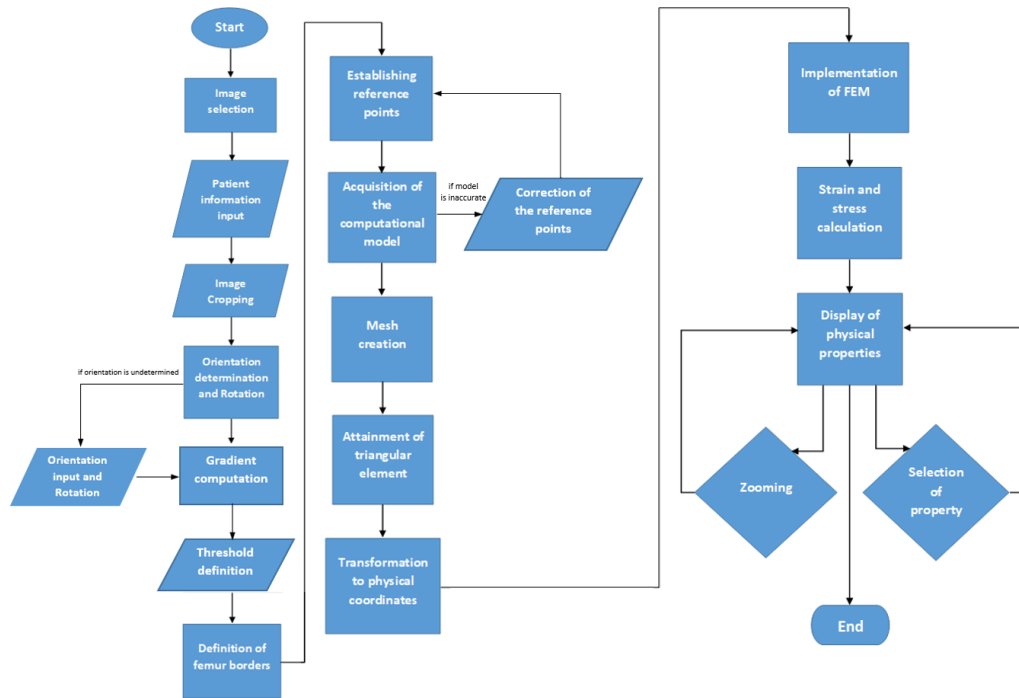 Start
Image
selection
Patient
information
input
Image
Cropping
Orientation
determination
and Rotation
if orientation is undetermined
Orientation
input and
Rotation
Gradient
computation
Threshold
definition
Definition of
femur borders
Establishing
reference
points
Acquisition of
the
computational
model
if model
is inaccurate
Correction of
the reference
points
Mesh
creation
Attainment of
triangular
element
Transformation
to physical
coordinates
Implementation
of FEM
Strain and
stress
calculation
Display of
physical
properties
Zooming
Selection
of
property
End